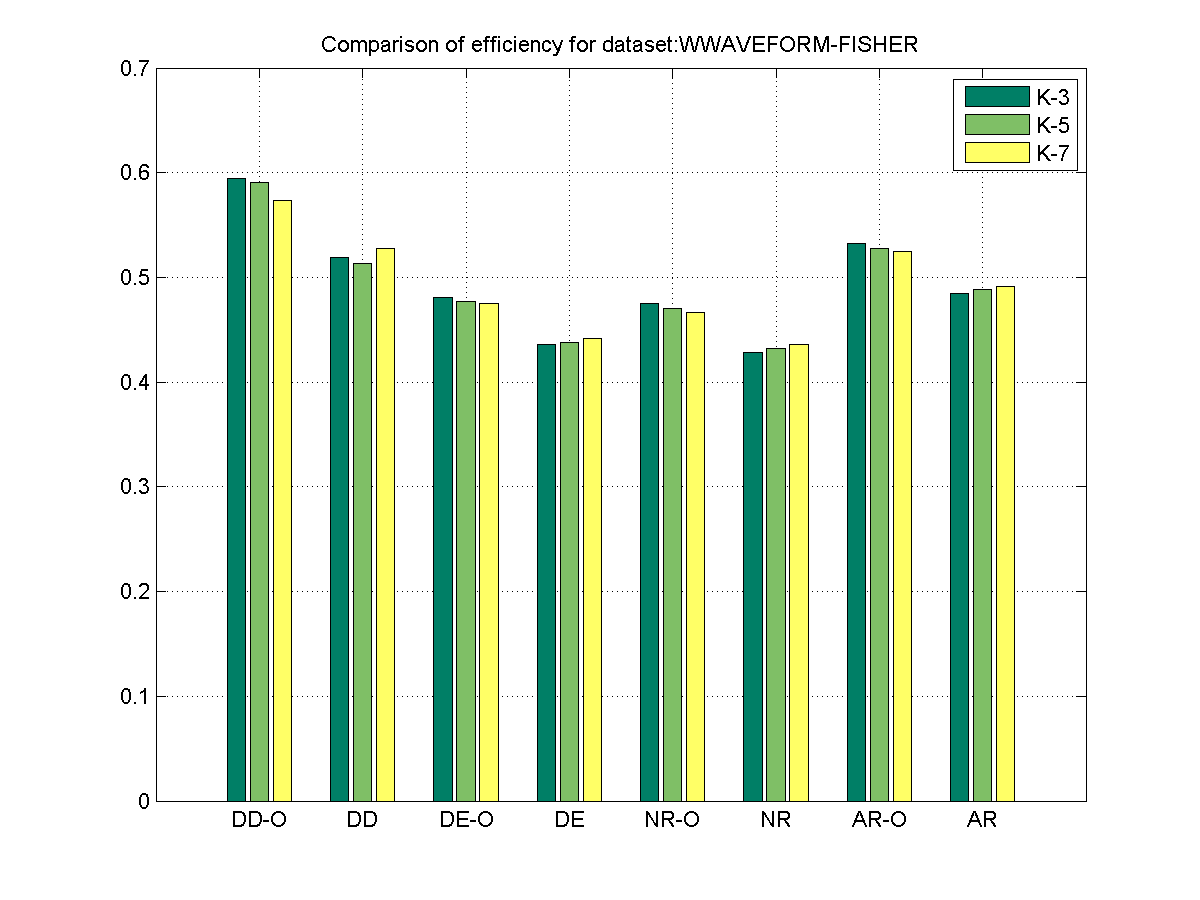 Comparison of efficiency for dataset:WWAVEFORM-FISHER
0.7
0.6
0.5
0.4
0.3
0.2
0.1
0
K-3
K-5
K-7
DD-O DD DE-O DE NR-O NR AR-O AR